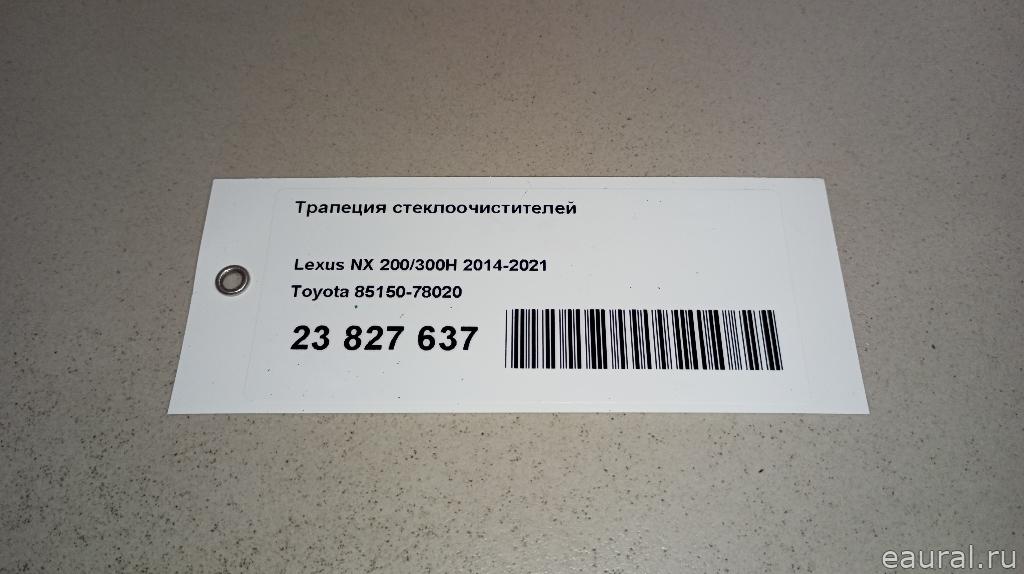 Трапеция стеклоочистителей
Lexus NX 200/300H 2014-2021
Toyota 85150-78020
23 827 637
eaural.ru